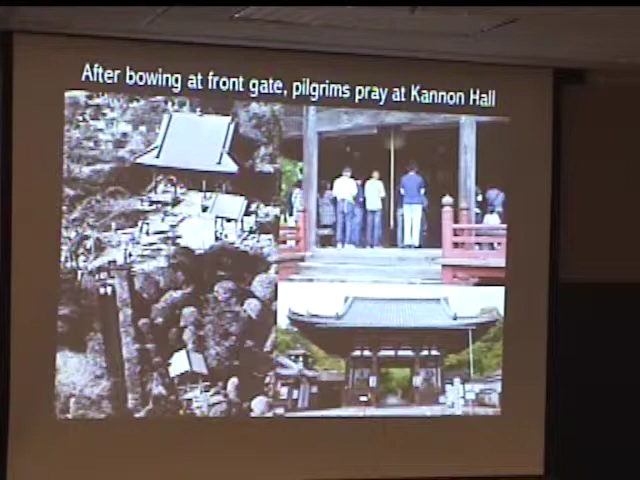 After bowing at front gate, pilgrims pray at Kannon Hall